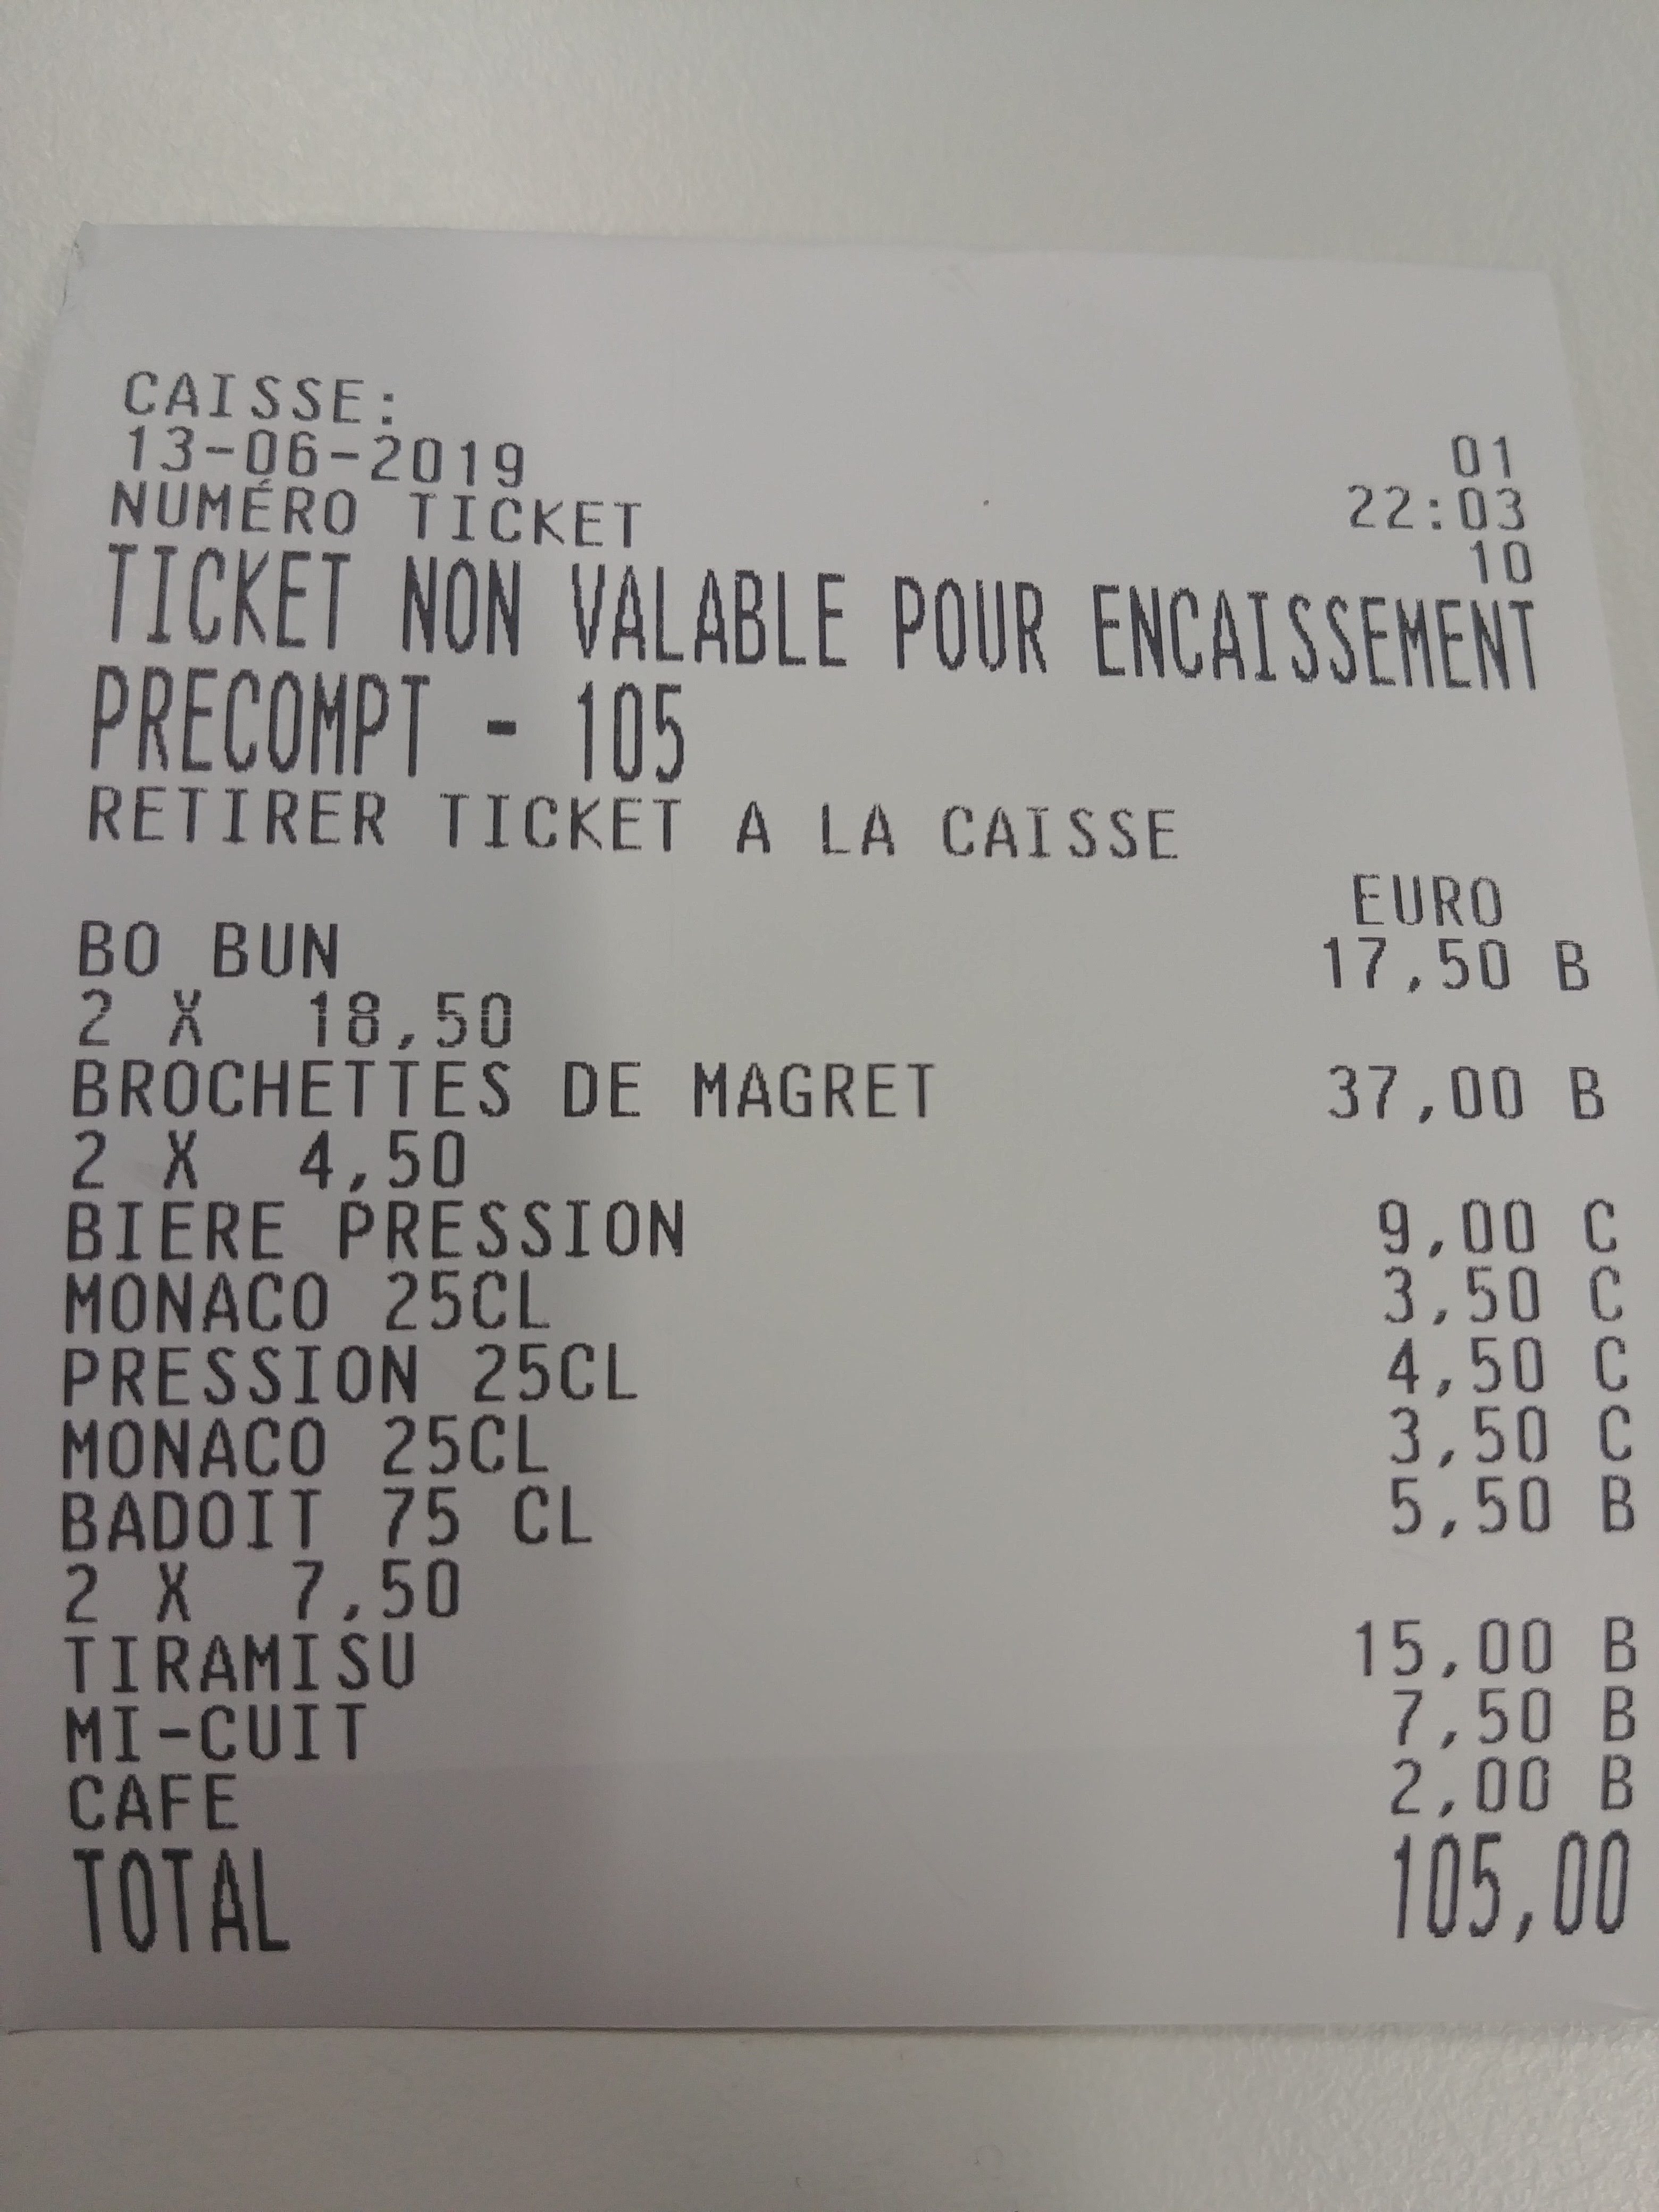 CAISSE: 01
13-06-2019 22:03
NUMÉRO TICKET 10
TICKET NON VALABLE POUR ENCAISSEMENT
PRECOMPT - 105
RETIRER TICKET A LA CAISSE
EURO
BO BUN 17,50 B
2 X 18,50
BROCHETTES DE MAGRET 37,00 B
2 X 4,50
BIERE PRESSION 9,00 C
MONACO 25CL 3,50 C
PRESSION 25CL 4,50 C
MONACO 25CL 3,50 C
BADOIT 75 CL 5,50 B
2 X 7,50
TIRAMISU 15,00 B
MI-CUIT 7,50 B
CAFE 2,00 B
TOTAL 105,00